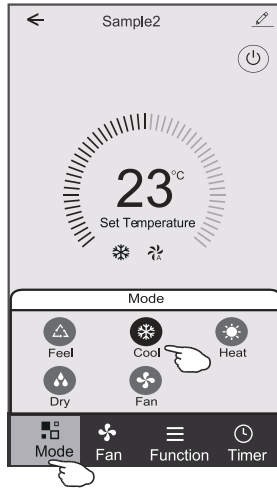 Sample2
23°C
Set Temperature
A
Mode
Feel Cool Heat
Dry Fan
Mode Fan Function Timer